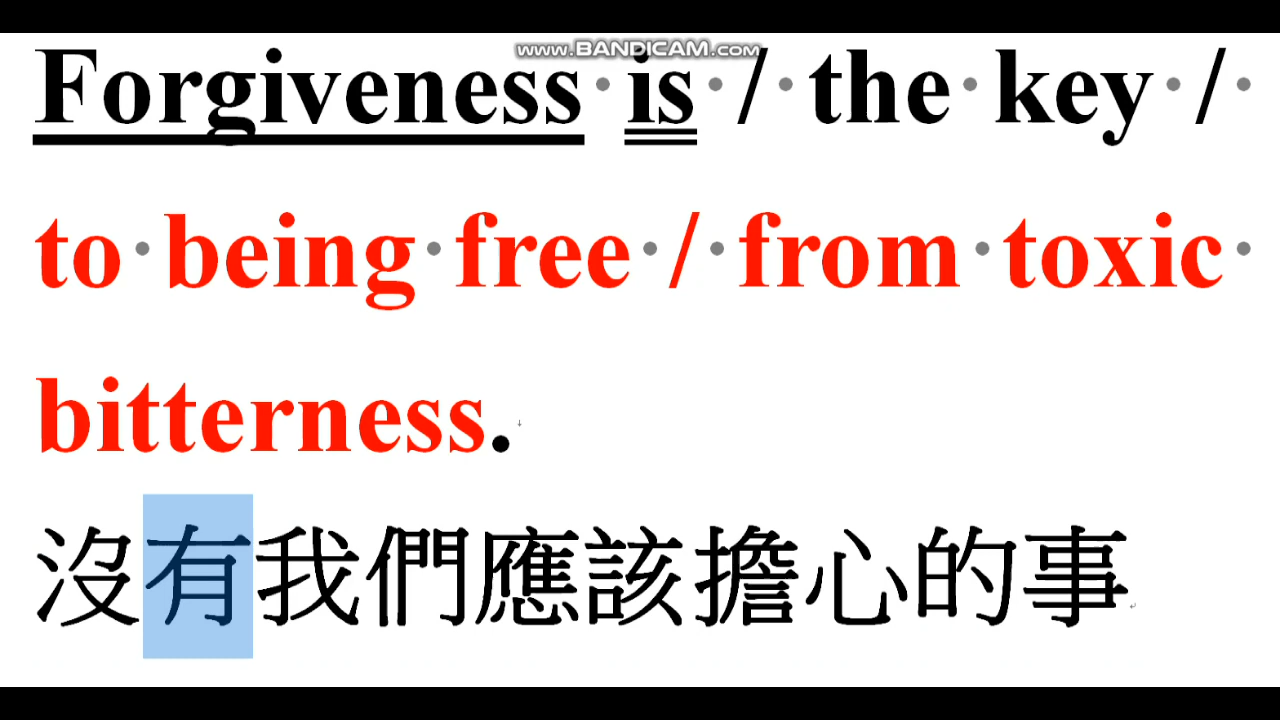 www.BANDICAM.com
Forgiveness is / the key /
to being free / from toxic
bitterness.
沒有我們應該擔心的事